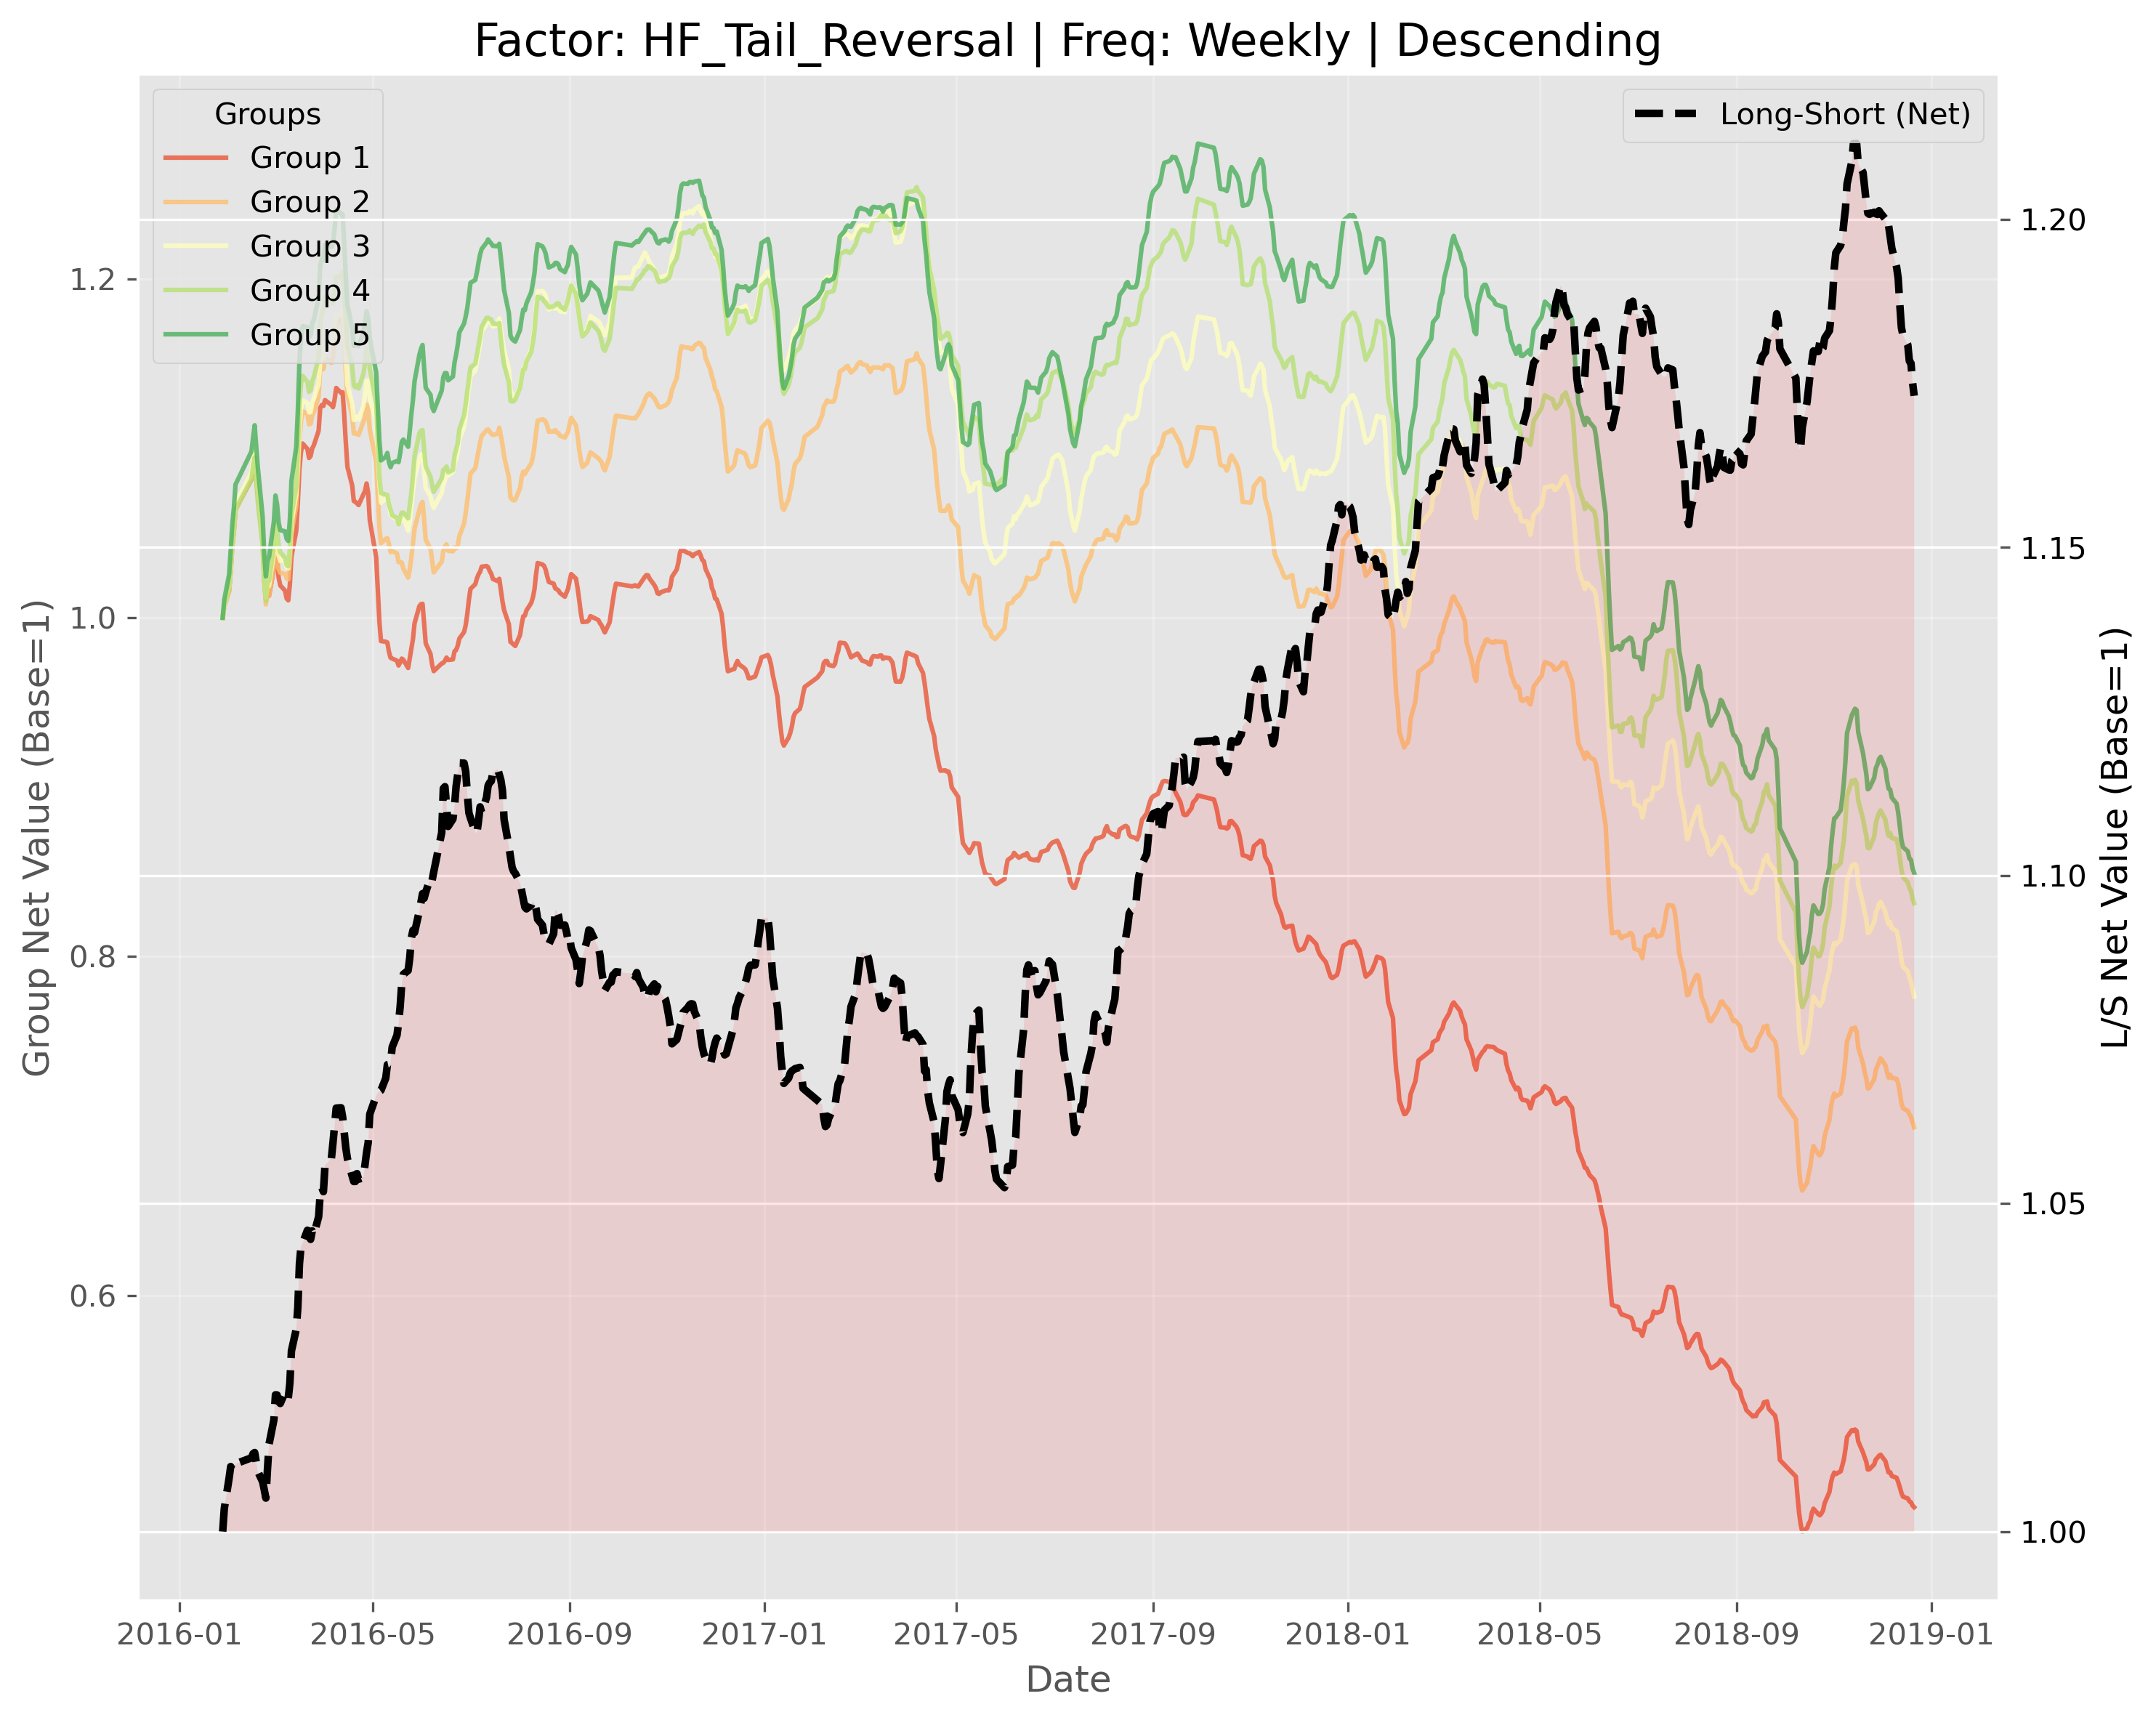 Factor: HF_Tail_Reversal | Freq: Weekly | Descending
Groups
Group 1
Group 2
Group 3
Group 4
Group 5
Long-Short (Net)
Group Net Value (Base=1)
1.2
1.0
0.8
0.6
L/S Net Value (Base=1)
1.20
1.15
1.10
1.05
1.00
2016-01
2016-05
2016-09
2017-01
2017-05
2017-09
2018-01
2018-05
2018-09
2019-01
Date